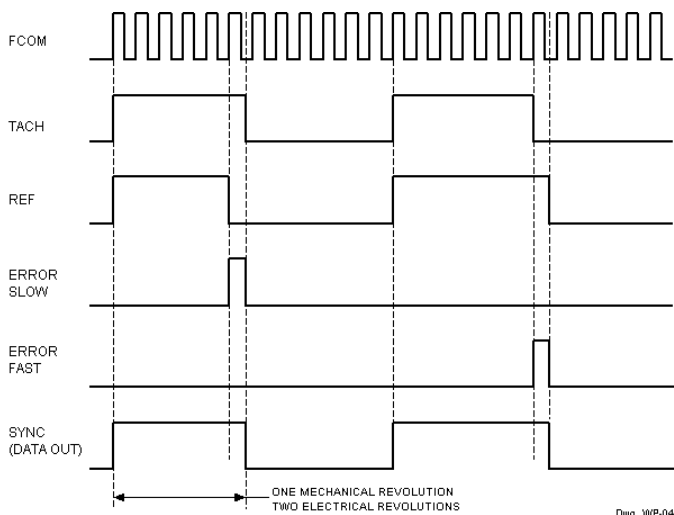 FCOM
TACH
REF
ERROR
SLOW
ERROR
FAST
SYNC
(DATA OUT)
ONE MECHANICAL REVOLUTION
TWO ELECTRICAL REVOLUTIONS
Dwg. WP-04